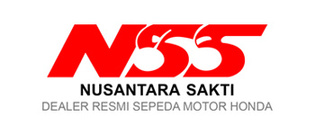 NSS
NUSANTARA SAKTI
DEALER RESMI SEPEDA MOTOR HONDA